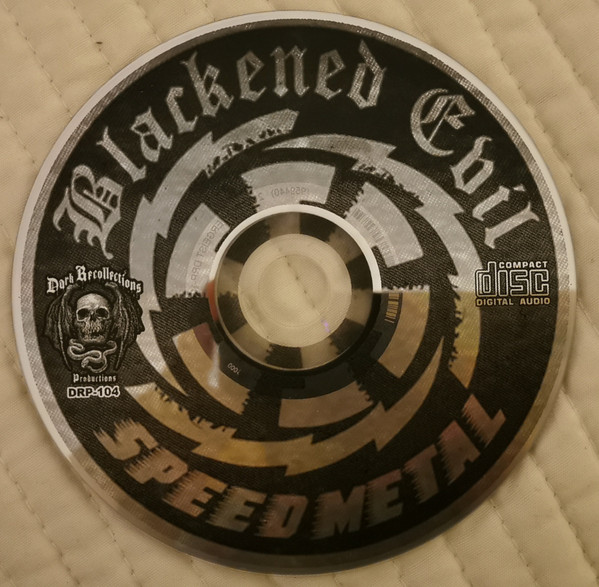 Blackened Evil
Dark Recollections
Productions
DRP-104
COMPACT
disc
DIGITAL AUDIO
SPEED METAL